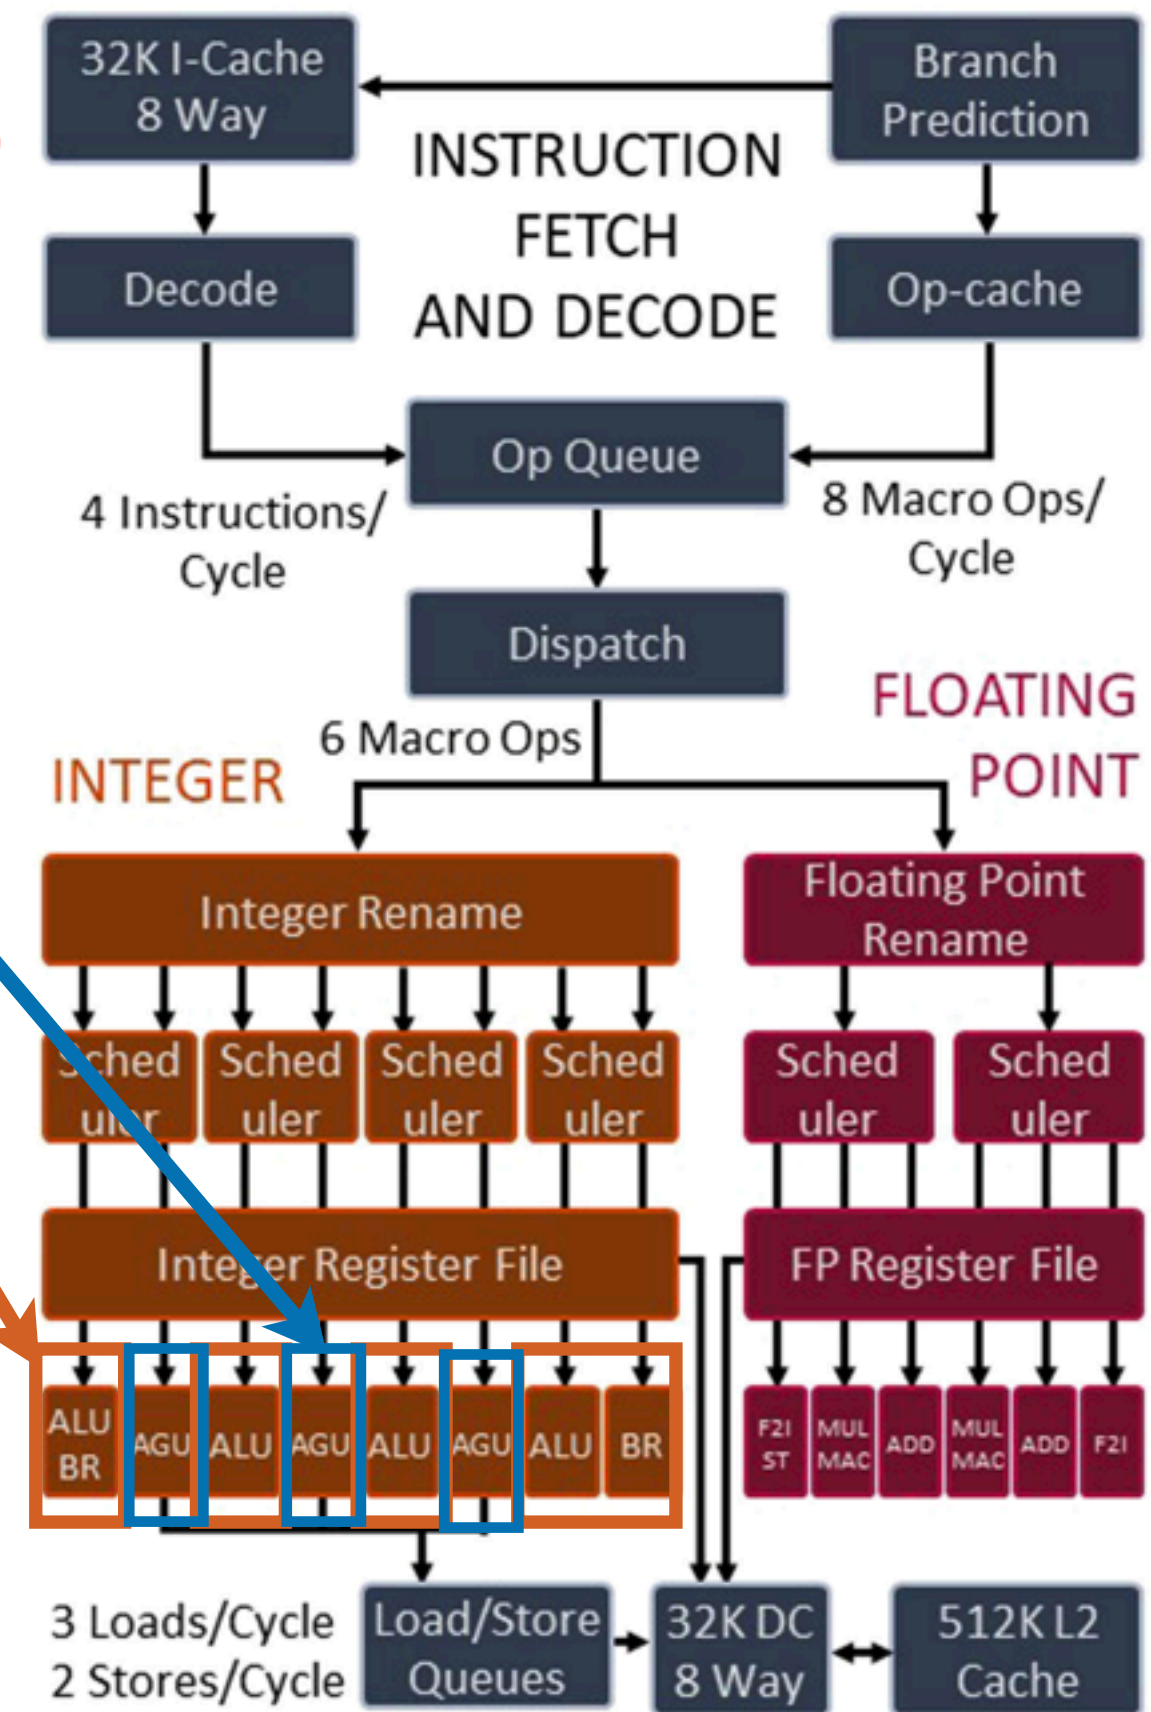 32K I-Cache
8 Way
Branch
Prediction
INSTRUCTION
FETCH
AND DECODE
Decode
Op-cache
Op Queue
4 Instructions/
Cycle
8 Macro Ops/
Cycle
Dispatch
6 Macro Ops
INTEGER
FLOATING
POINT
Integer Rename
Floating Point
Rename
Sched
uler
Sched
uler
Sched
uler
Sched
uler
Sched
uler
Sched
uler
Integer Register File
FP Register File
ALU
BR
AGU
ALU
AGU
ALU
AGU
ALU
BR
F2I
ST
MUL
MAC
ADD
MUL
MAC
ADD
F2I
3 Loads/Cycle
2 Stores/Cycle
Load/Store
Queues
32K DC
8 Way
512K L2
Cache